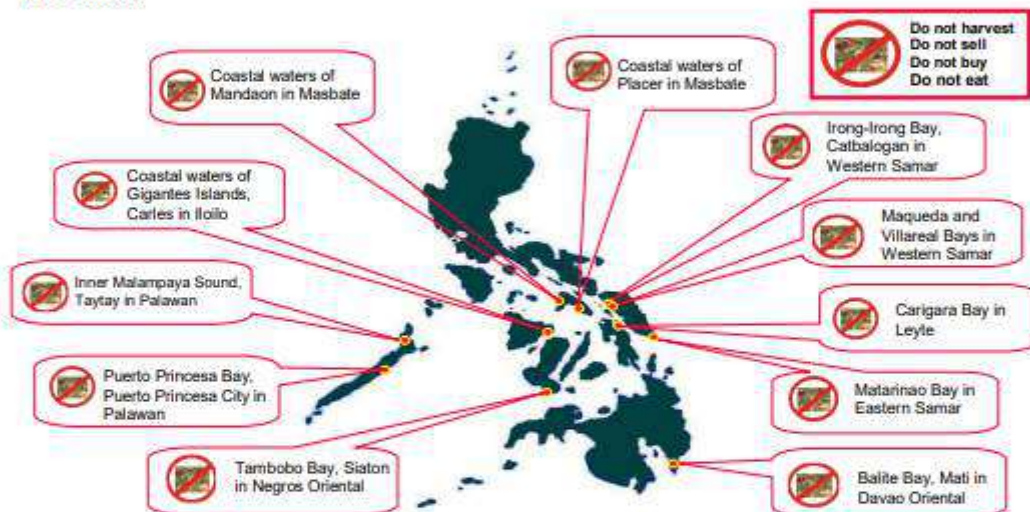 Do not harvest
Do not sell
Do not buy
Do not eat
Coastal waters of
Mandaon in Masbate
Coastal waters of
Placer in Masbate
Irong-Irong Bay,
Catbalogan in
Western Samar
Coastal waters of
Gigantes Islands,
Carles in Iloilo
Maqueda and
Villareal Bays in
Western Samar
Inner Malampaya Sound,
Taytay in Palawan
Carigara Bay in
Leyte
Puerto Princesa Bay,
Puerto Princesa City in
Palawan
Matarinao Bay in
Eastern Samar
Tambobo Bay, Siaton
in Negros Oriental
Balite Bay, Mati in
Davao Oriental